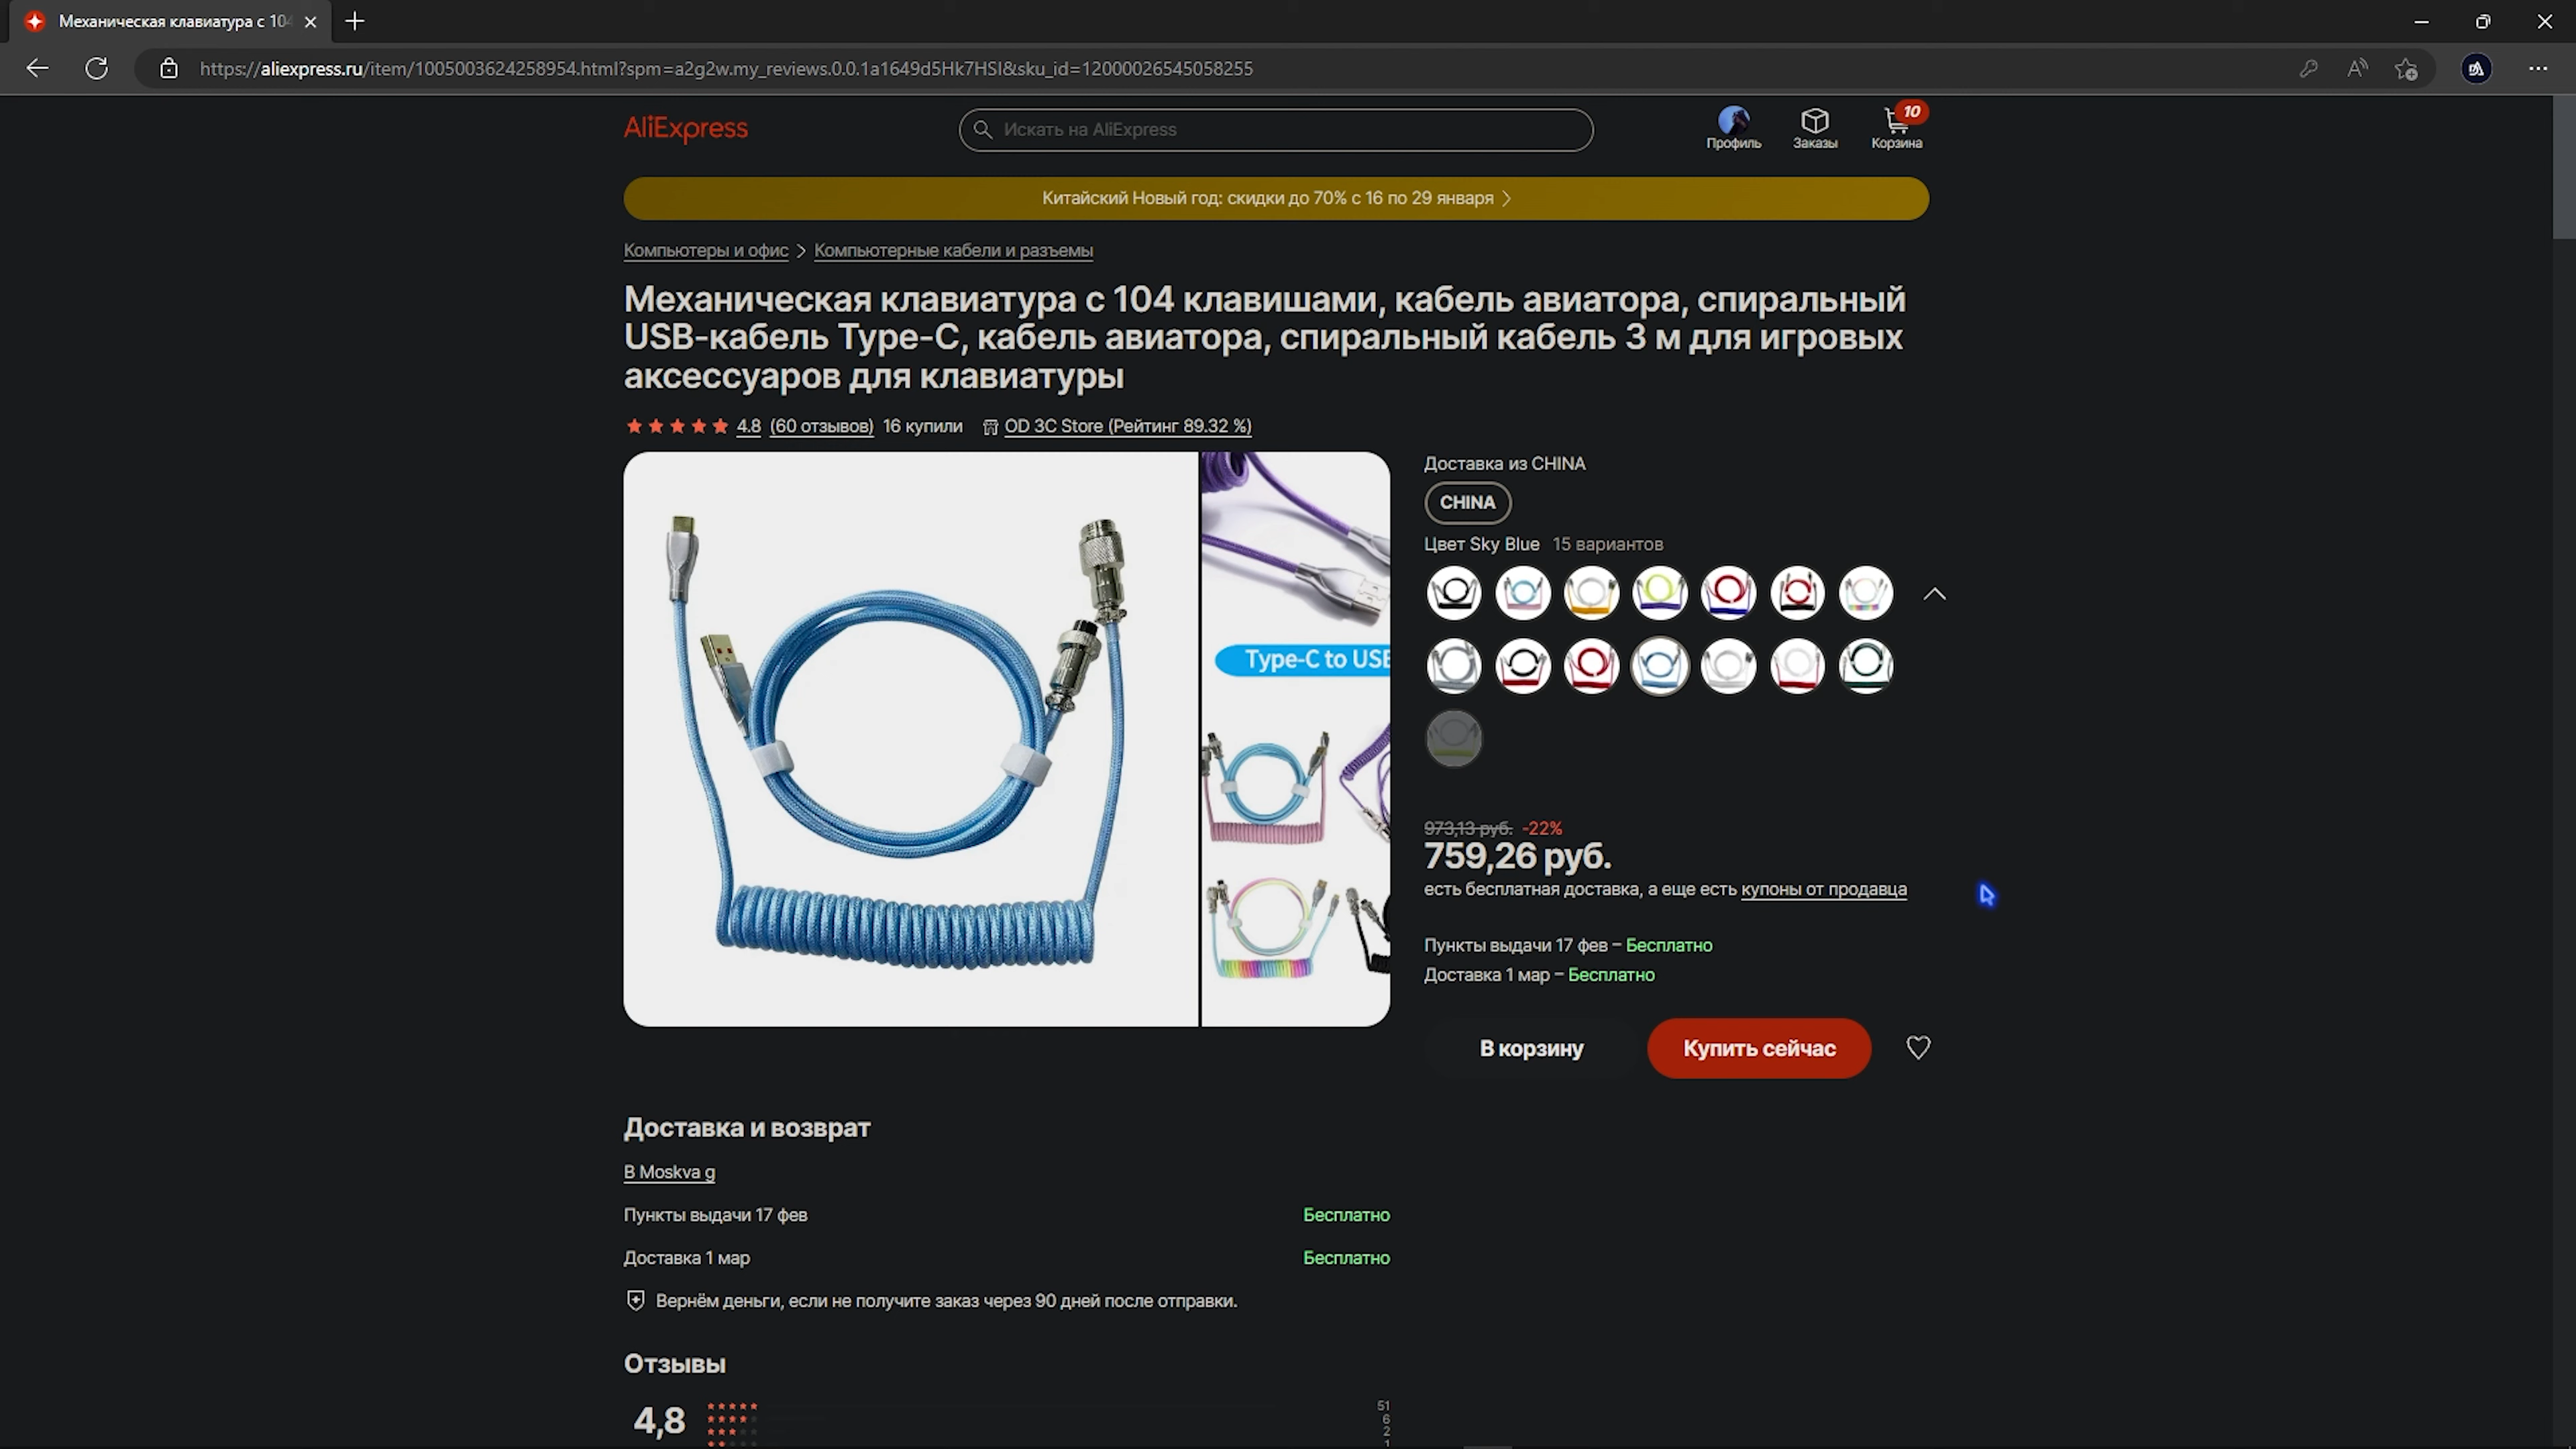 Механическая клавиатура с 104
https://aliexpress.ru/item/1005003624258954.html?spm=a2g2w.my_reviews.0.0.1a1649d5Hk7HSl&sku_id=12000026545058255
AliExpress
Искать на AliExpress
Профиль
Заказы
10
Корзина
Китайский Новый год: скидки до 70% с 16 по 29 января
Компьютеры и офис > Компьютерные кабели и разъемы
Механическая клавиатура с 104 клавишами, кабель авиатора, спиральный
USB-кабель Type-C, кабель авиатора, спиральный кабель 3 м для игровых
аксессуаров для клавиатуры
4.8 (60 отзывов) 16 купили OD 3C Store (Рейтинг 89.32 %)
Type-C to USB
Доставка из CHINA
CHINA
Цвет Sky Blue 15 вариантов
973,13 руб. -22%
759,26 руб.
есть бесплатная доставка, а еще есть купоны от продавца
Пункты выдачи 17 фев – Бесплатно
Доставка 1 мар – Бесплатно
В корзину
Купить сейчас
Доставка и возврат
В Moskva g
Пункты выдачи 17 фев Бесплатно
Доставка 1 мар Бесплатно
Вернём деньги, если не получите заказ через 90 дней после отправки.
Отзывы
4,8
51
6
2
1